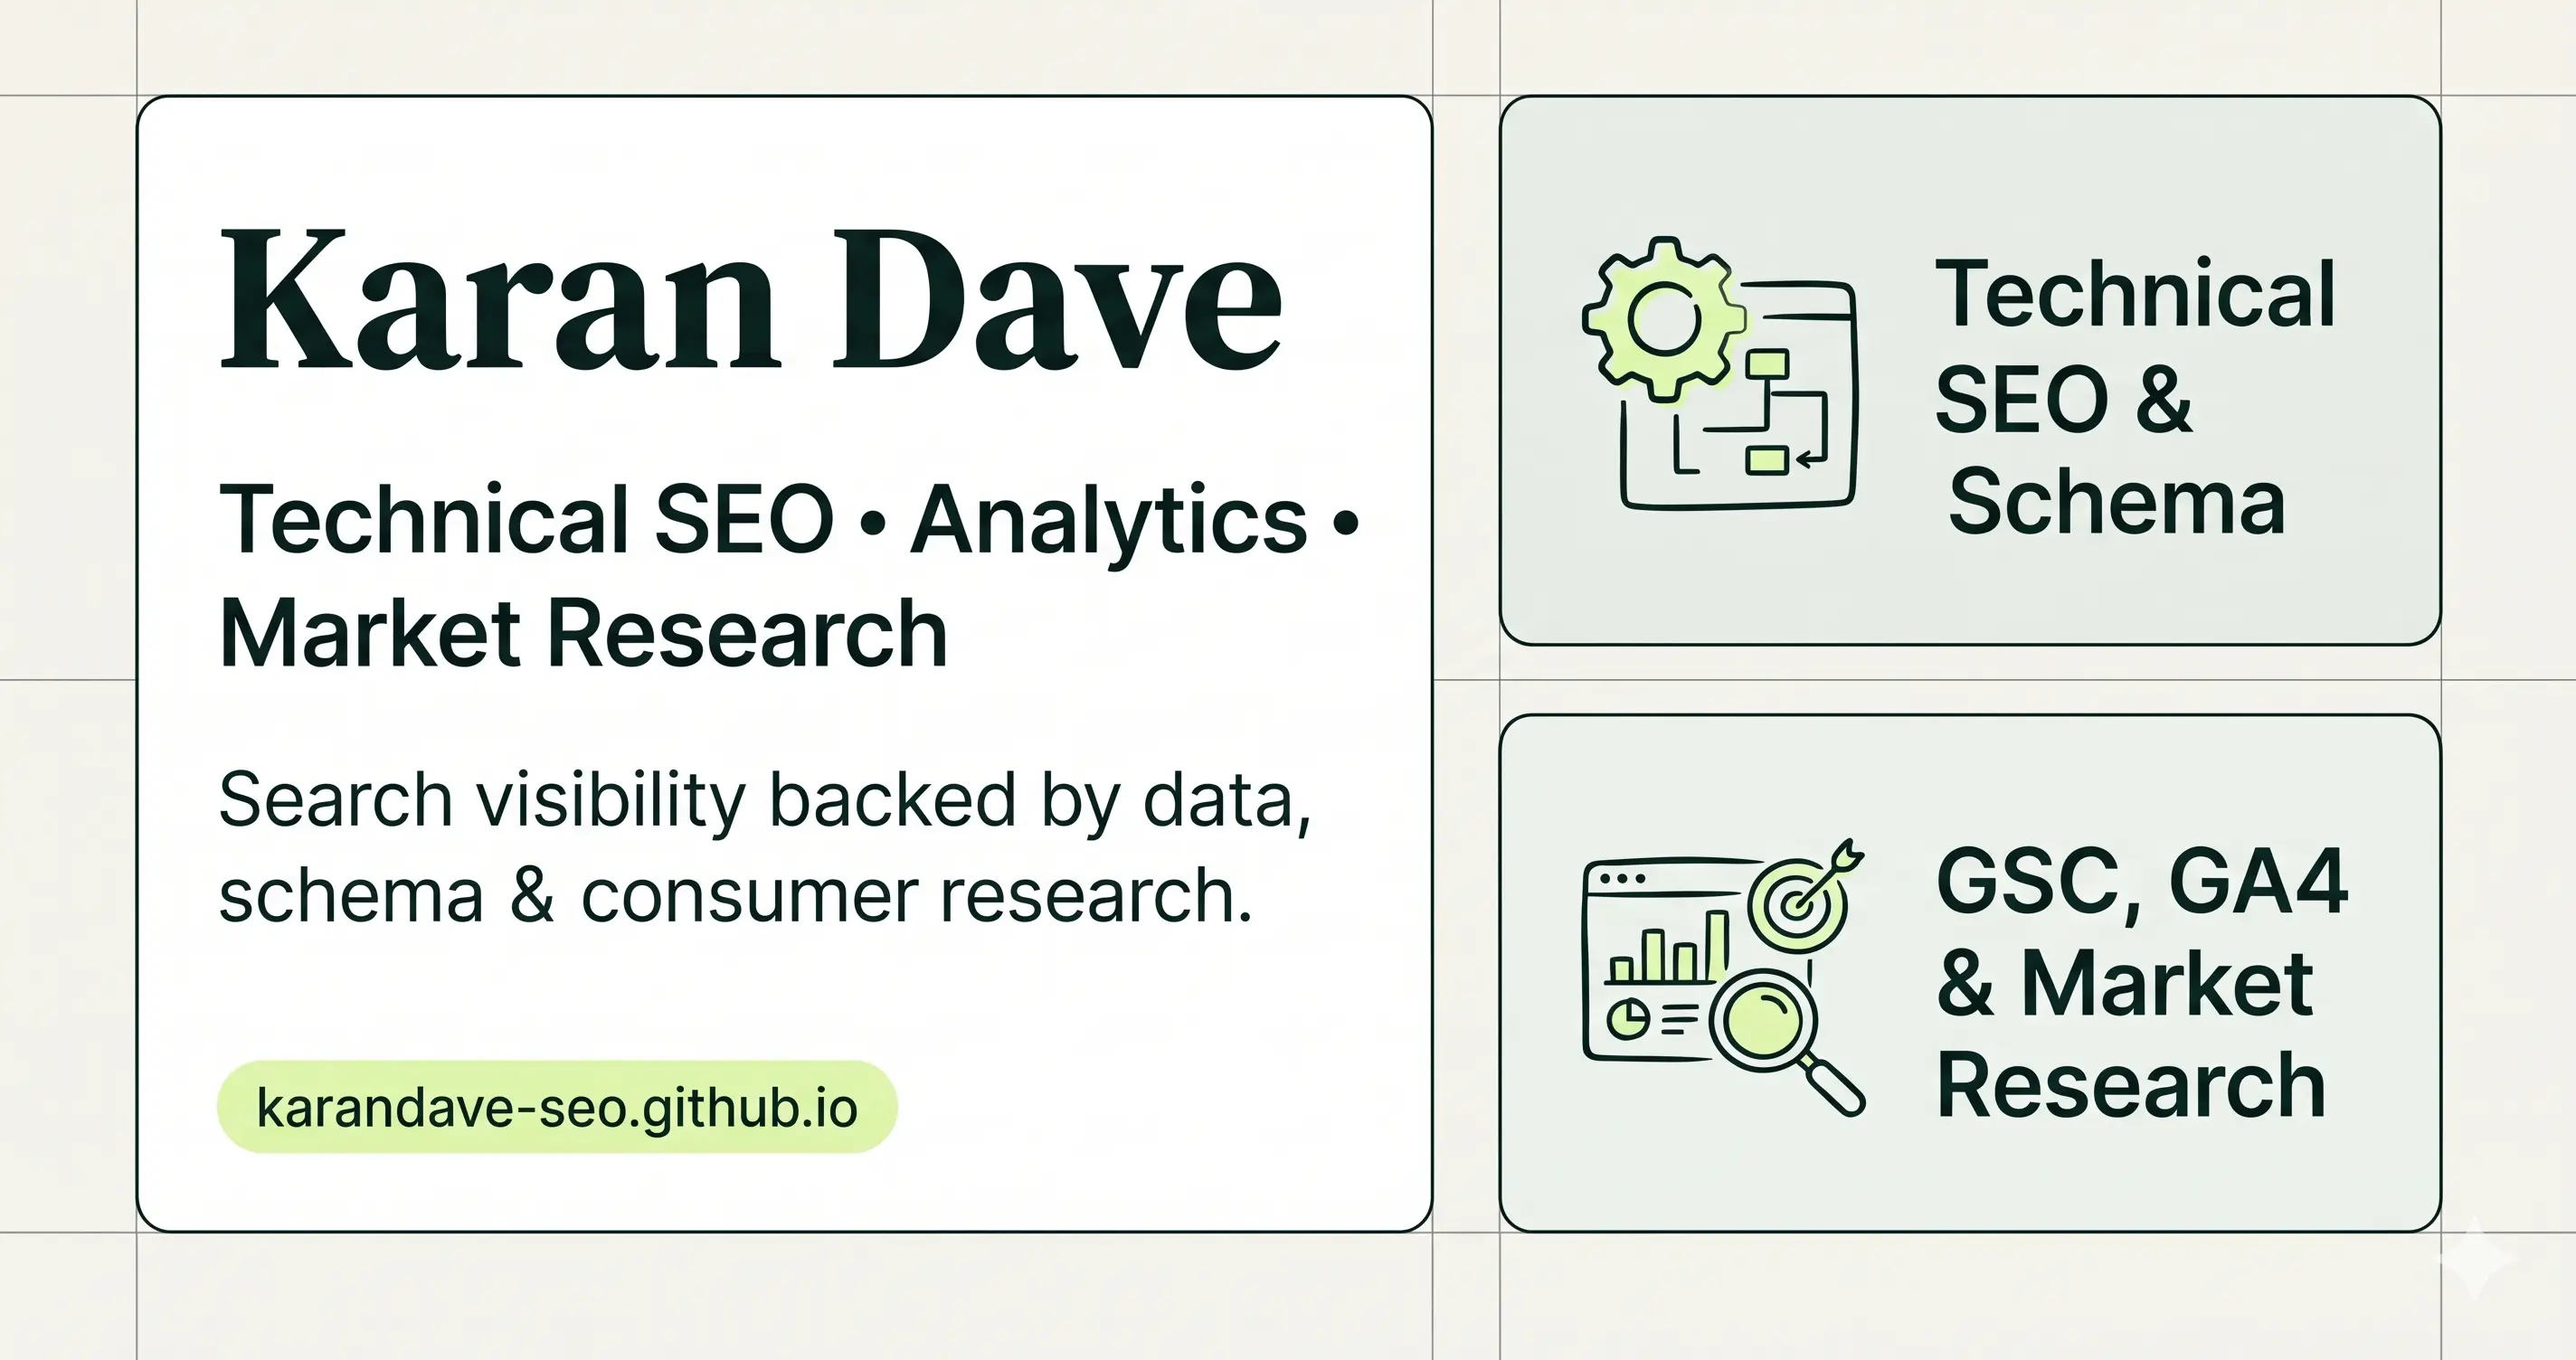 Karan Dave
Technical SEO • Analytics •
Market Research
Search visibility backed by data,
schema & consumer research.
karandave-seo.github.io
Technical
SEO &
Schema
GSC, GA4
& Market
Research